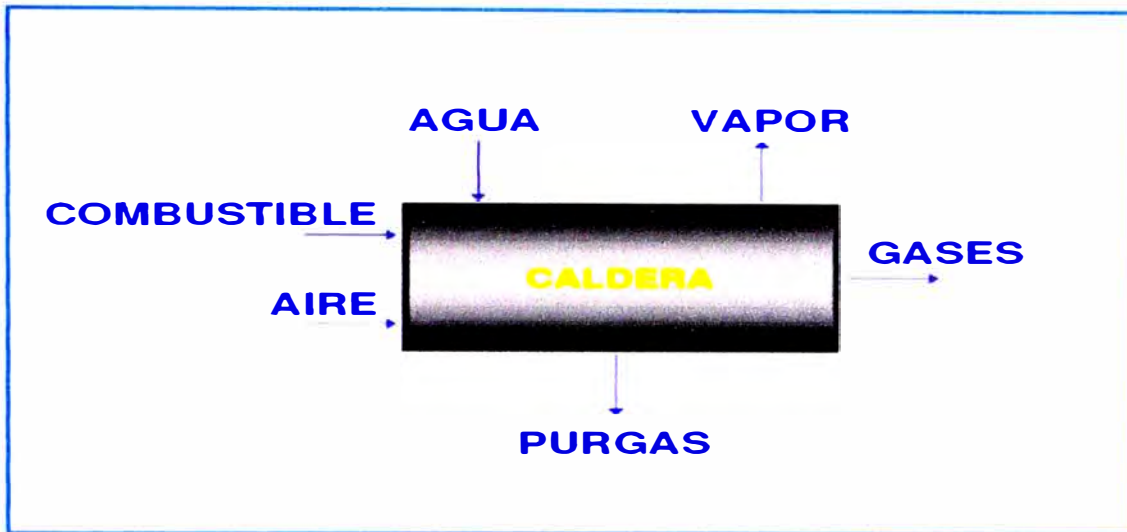 AGUA VAPOR
COMBUSTIBLE
GASES
CALDERA
AIRE
PURGAS